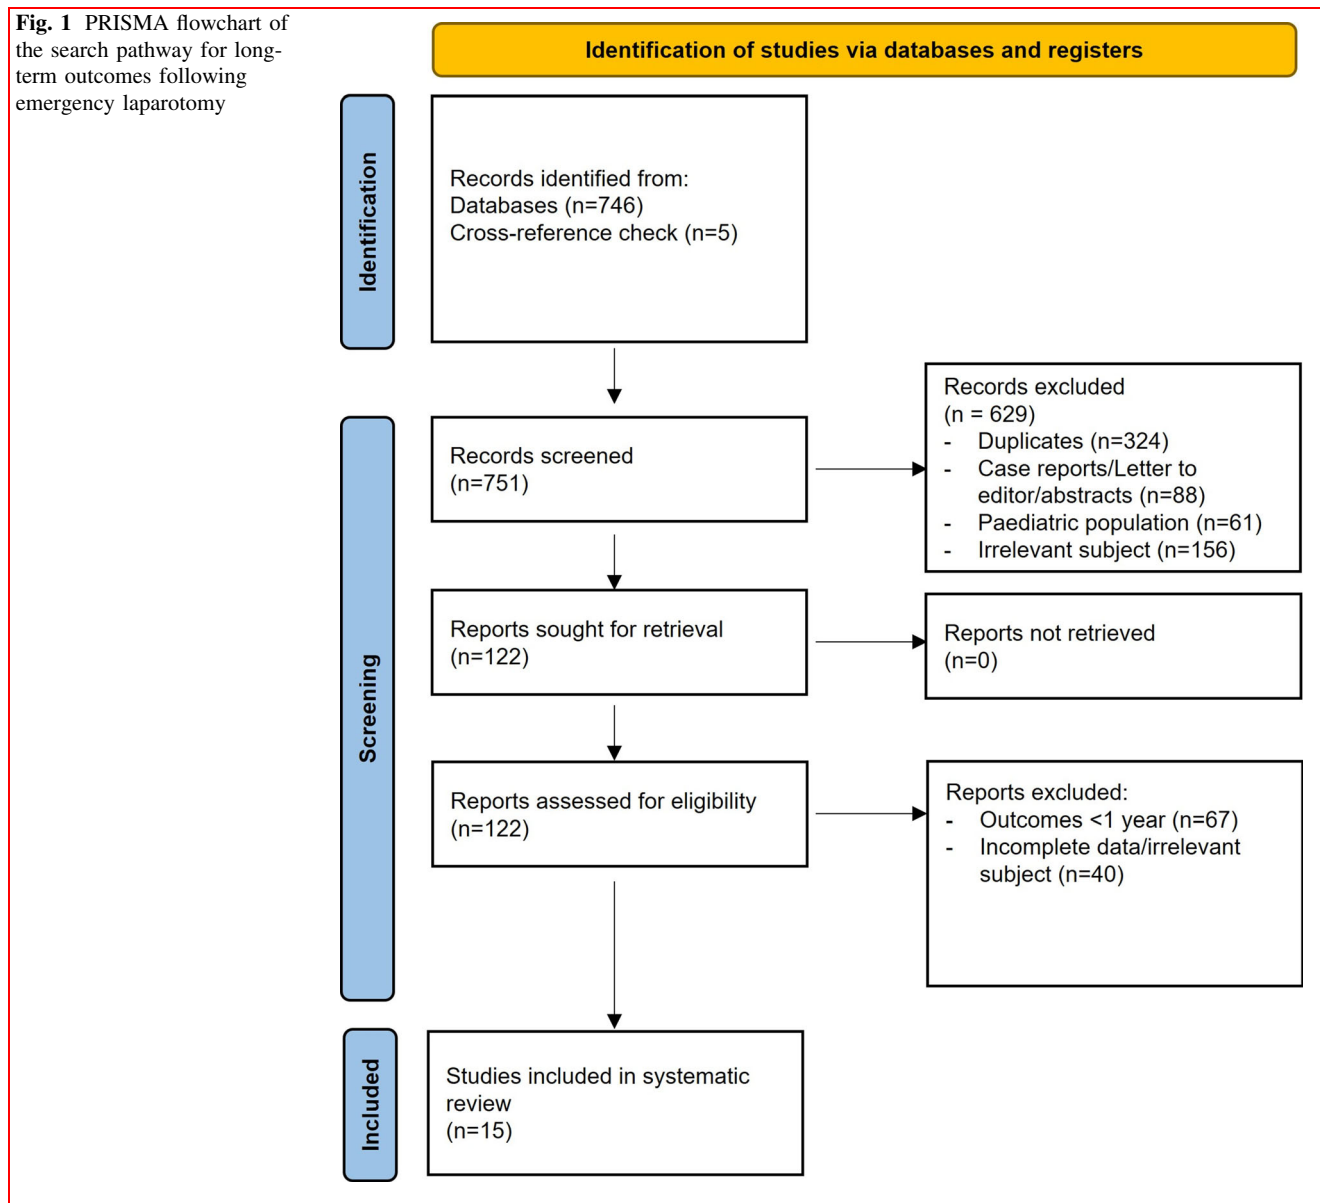 Fig. 1 PRISMA flowchart of
the search pathway for long-
term outcomes following
emergency laparotomy
Identification of studies via databases and registers
Identification
Records identified from:
Databases (n=746)
Cross-reference check (n=5)
Screening
Records screened
(n=751)
Records excluded
(n = 629)
- Duplicates (n=324)
- Case reports/Letter to
editor/abstracts (n=88)
- Paediatric population (n=61)
- Irrelevant subject (n=156)
Reports sought for retrieval
(n=122)
Reports not retrieved
(n=0)
Reports assessed for eligibility
(n=122)
Reports excluded:
- Outcomes <1 year (n=67)
- Incomplete data/irrelevant
subject (n=40)
Included
Studies included in systematic
review
(n=15)